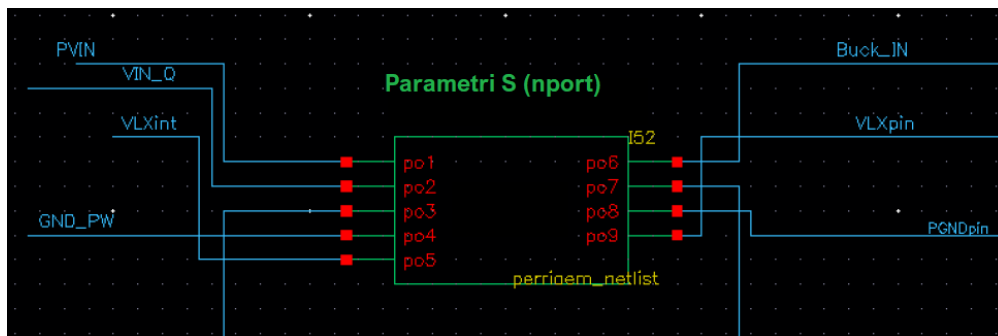 PVIN
Buck_IN
VIN_Q
Parametri S (nport)
VLXint
VLXpin
I52
po1
po6
po2
po7
po3
po8
GND_PW
po4
po9
PGNDpin
po5
perrigem_netlist